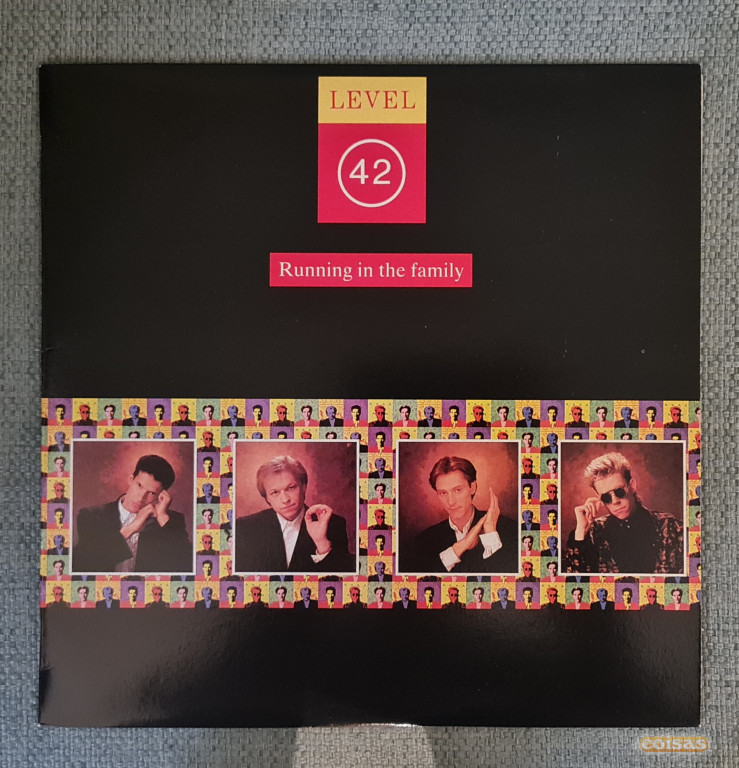 LEVEL
42
Running in the family
coisas